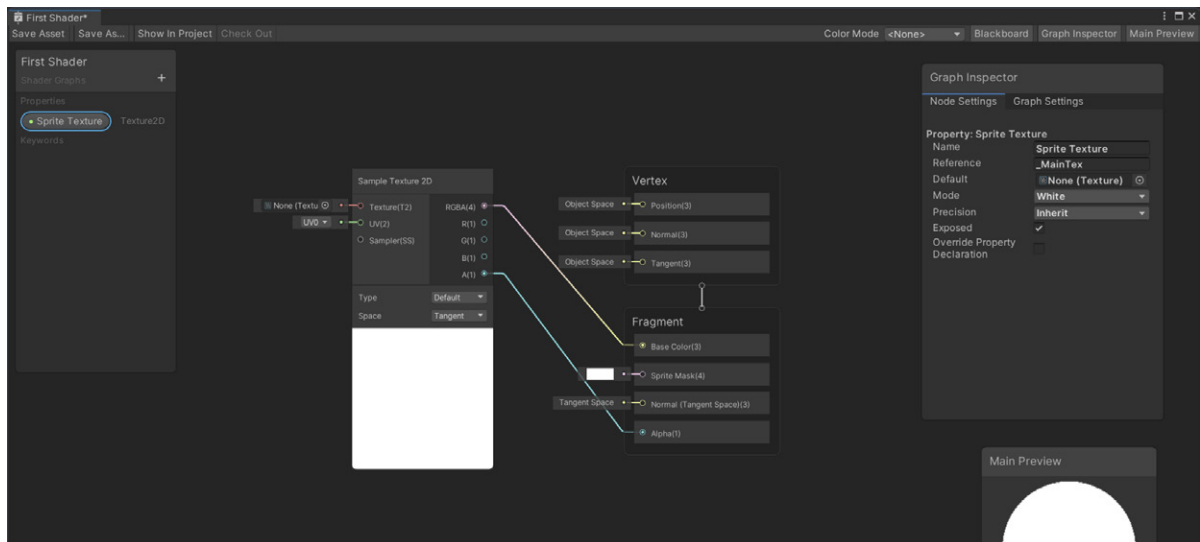 First Shader*
Save Asset Save As... Show In Project Check Out Color Mode <None> Blackboard Graph Inspector Main Preview
First Shader
Shader Graphs +
Properties
Sprite Texture Texture2D
Keywords
Sample Texture 2D
None (Textu Texture(T2) RGBA(4)
UV0 UV(2) R(1)
Sampler(SS) G(1)
B(1)
A(1)
Type Default
Space Tangent
Vertex
Object Space Position(3)
Object Space Normal(3)
Object Space Tangent(3)
Fragment
Base Color(3)
Sprite Mask(4)
Tangent Space Normal (Tangent Space)(3)
Alpha(1)
Graph Inspector
Node Settings Graph Settings
Property: Sprite Texture
Name Sprite Texture
Reference _MainTex
Default None (Texture)
Mode White
Precision Inherit
Exposed
Override Property
Declaration
Main Preview